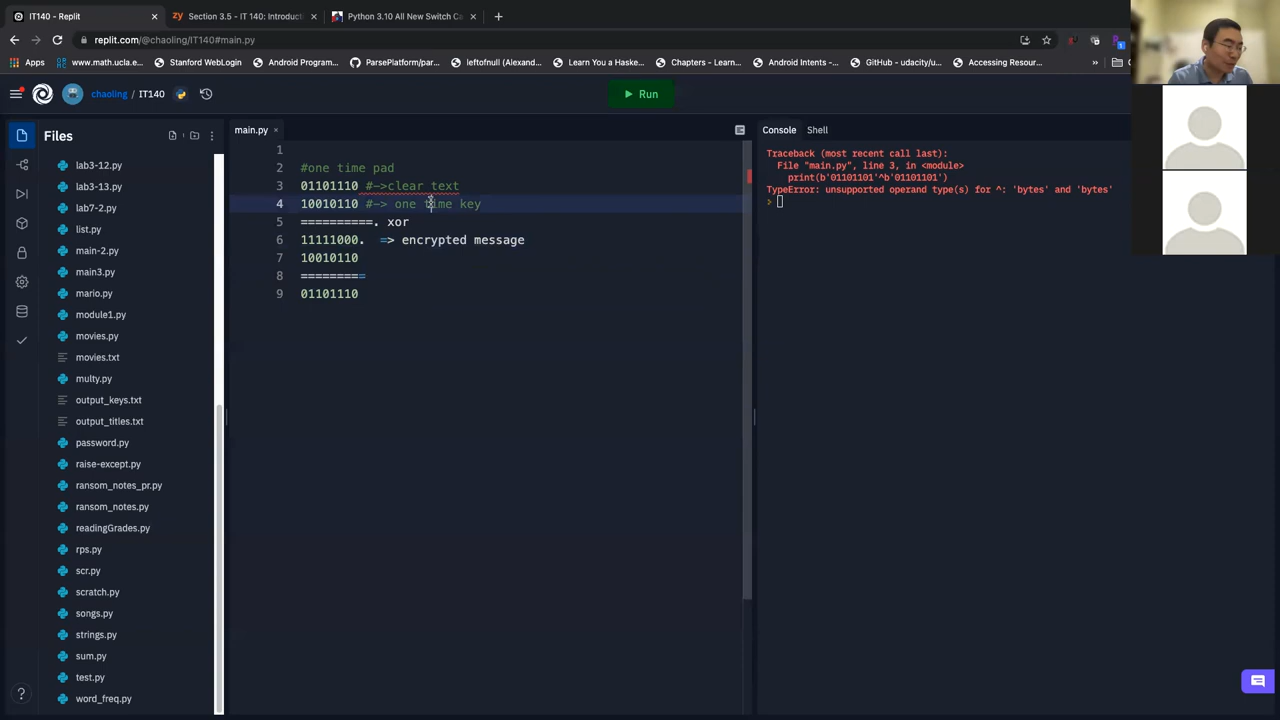 IT140
Section 3.5 - IT 140: Introduct
Python 3.10 All New Switch Ca
replit.com/@chaoling/IT140#main.py
Apps
www.math.ucla.e...
Stanford WebLogin
Android Program...
ParsePlatform/par...
leftofnull (Alexand...
Learn You a Haske...
Chapters - Learn...
Android Intents -...
GitHub - udacity/u...
Accessing Resour...
»
chaoling / IT140
Run
Files
main.py
Console
Shell
lab3-12.py
lab3-13.py
lab7-2.py
list.py
main-2.py
main3.py
mario.py
module1.py
movies.py
movies.txt
multy.py
output_keys.txt
output_titles.txt
password.py
raise-except.py
ransom_notes_pr.py
ransom_notes.py
readingGrades.py
rps.py
scr.py
scratch.py
songs.py
strings.py
sum.py
test.py
word_freq.py
1
2 #one time pad
3 01101110 #->clear text
4 10010110 #-> one time key
5 ==========. xor
6 11111000.  => encrypted message
7 10010110
8 =========
9 01101110
Traceback (most recent call last):
File "main.py", line 3, in <module>
print(b'01101101'^b'01101101')
TypeError: unsupported operand type(s) for ^: 'bytes' and 'bytes'
>
?